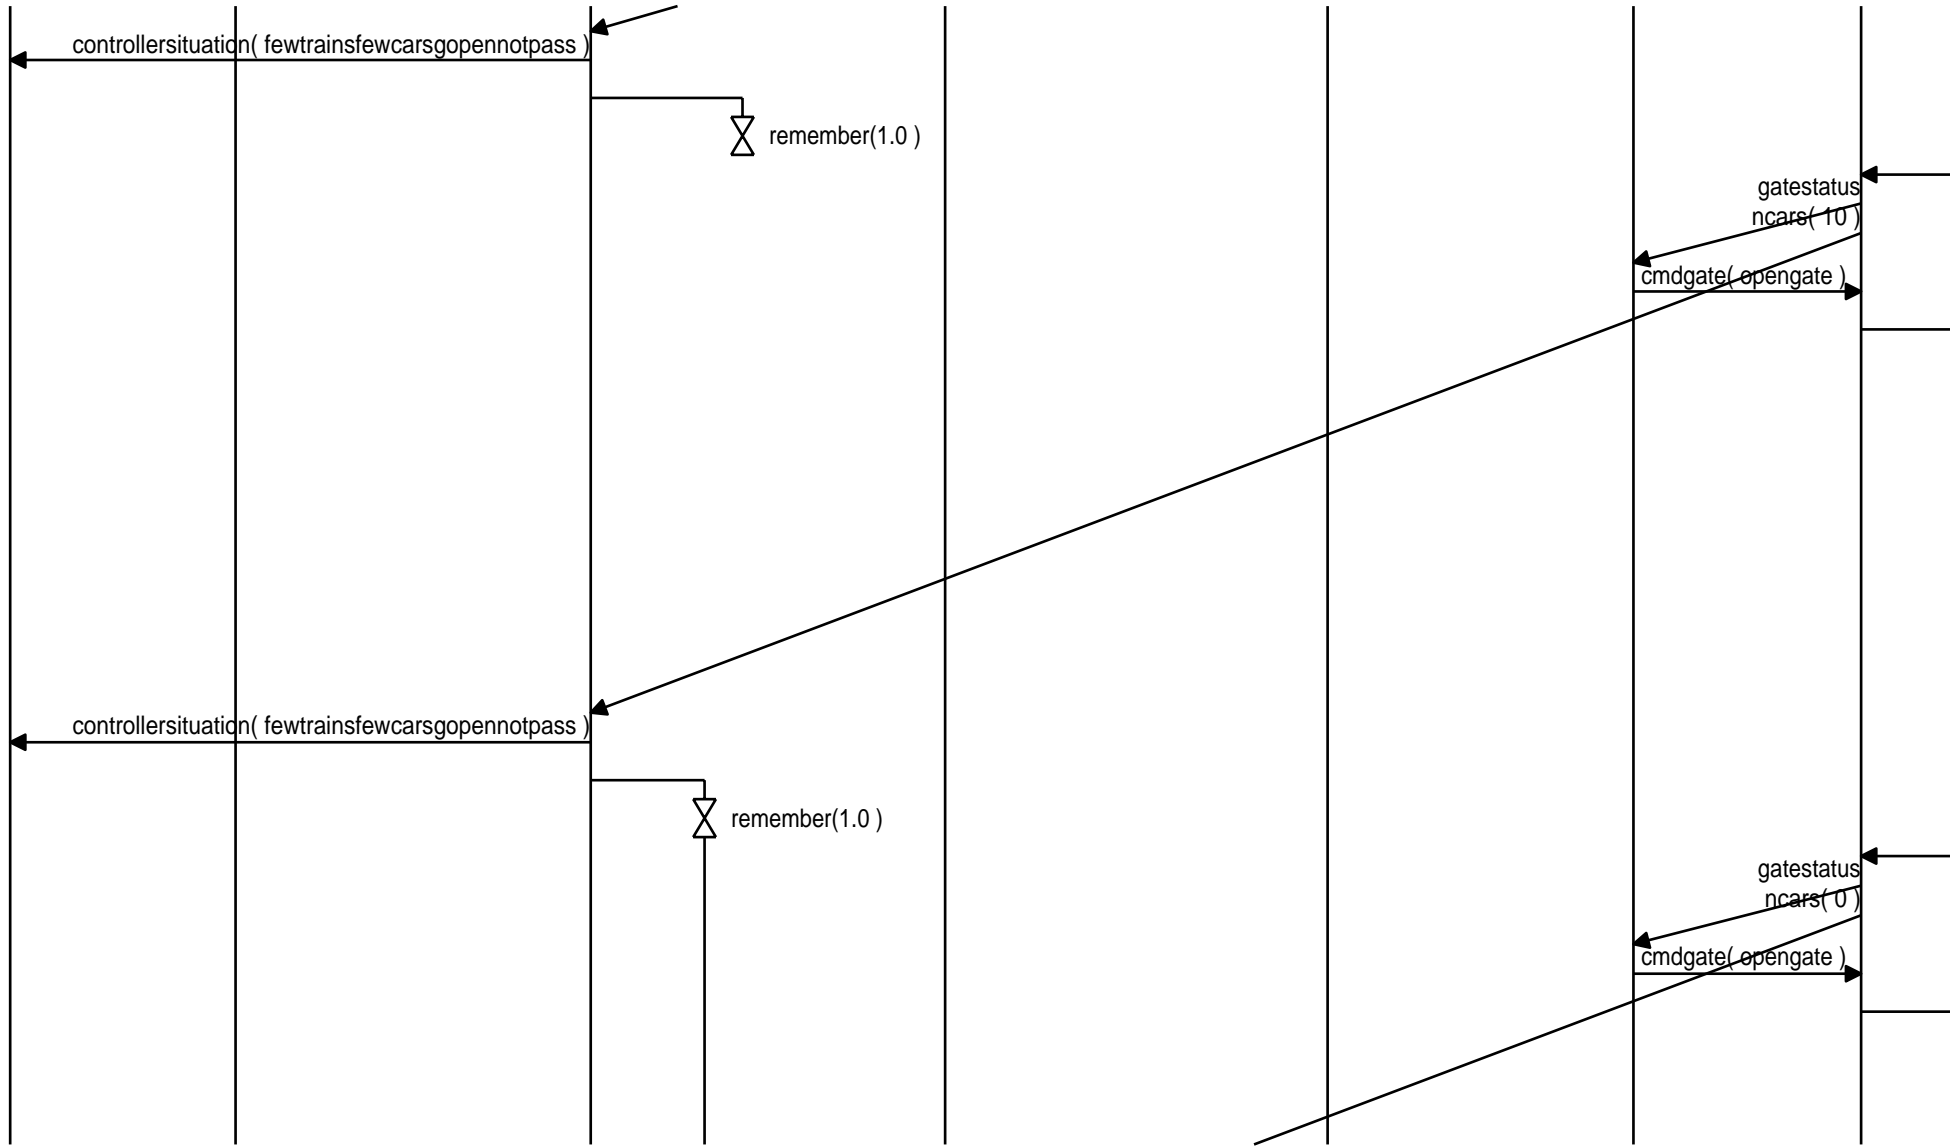 controllersituation( fewtrainsfewcarsgopennotpass )
remember(1.0 )
gatestatus
ncars( 10 )
cmdgate( opengate )
controllersituation( fewtrainsfewcarsgopennotpass )
remember(1.0 )
gatestatus
ncars( 0 )
cmdgate( opengate )